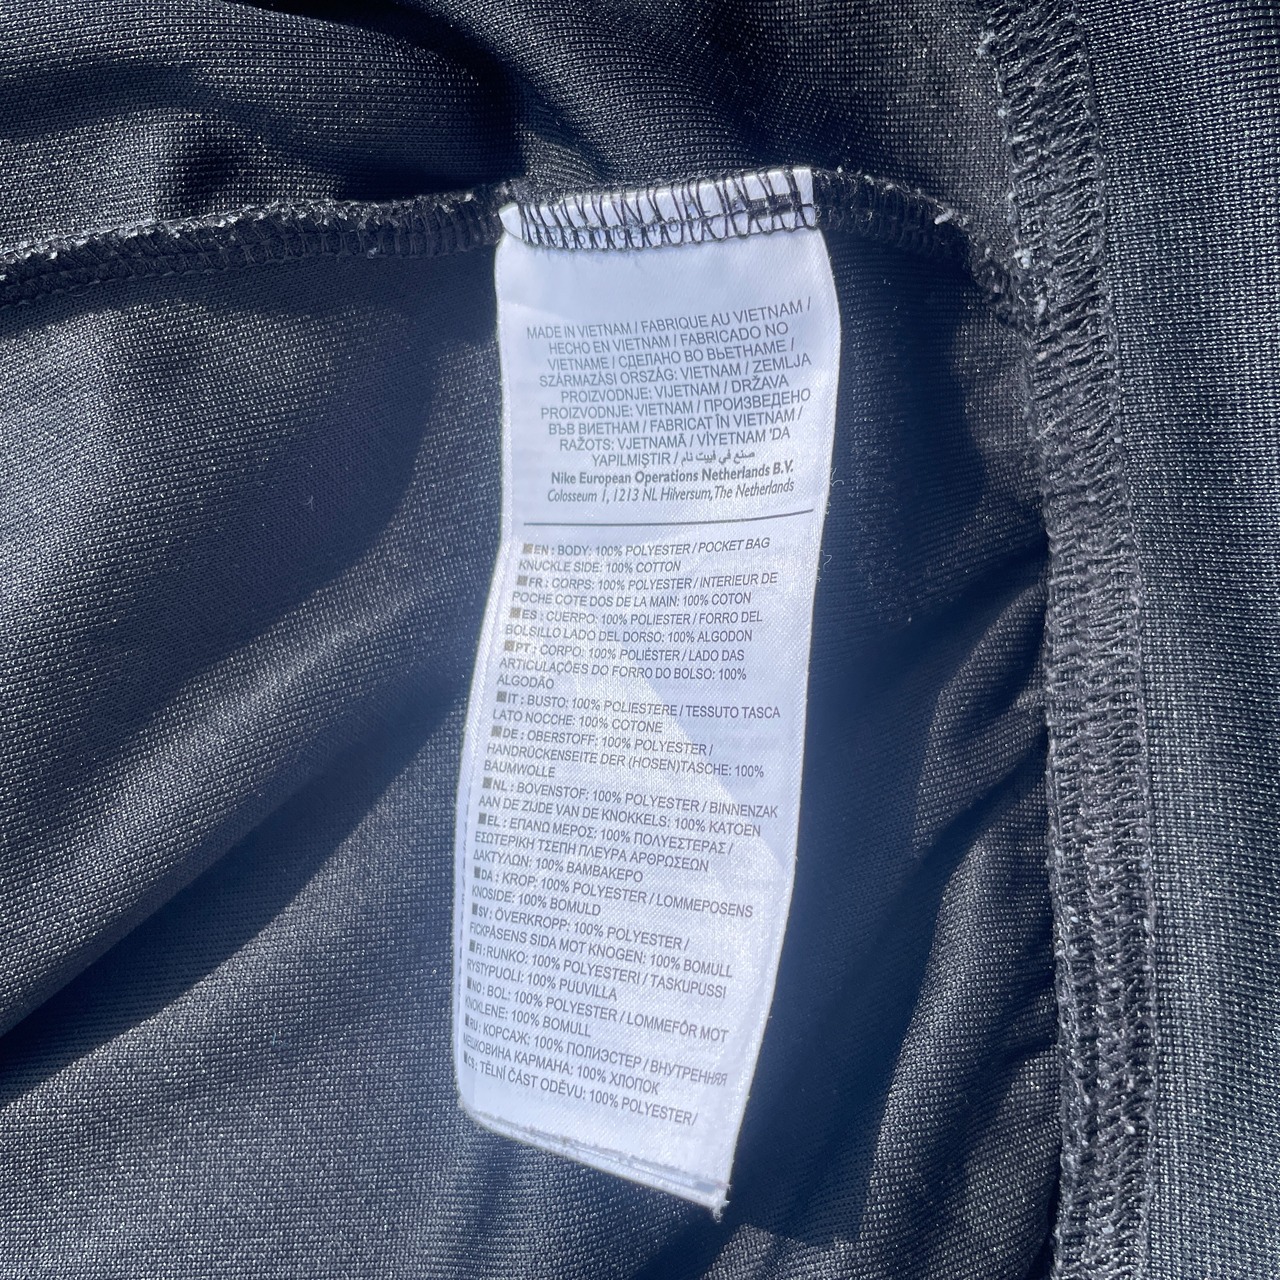 MADE IN VIETNAM / FABRIQUE AU VIETNAM /
HECHO EN VIETNAM / FABRICADO NO
VIETNAME / СДЕЛАНО ВО ВЬЕТНАМЕ /
SZÁRMAZÁSI ORSZÁG: VIETNAM / ZEMLJA
PROIZVODNJE: VIJETNAM / DRŽAVA
PROIZVODNJE: VIETNAM / ПРОИЗВЕДЕНО
ВЪВ ВИЕТНАМ / FABRICAT ÎN VIETNAM /
RAŽOTS: VJETNAMĀ / VİYETNAM 'DA
YAPILMIŞTIR / صنع في فييت نام
Nike European Operations Netherlands B.V.
Colosseum 1, 1213 NL Hilversum, The Netherlands
EN : BODY: 100% POLYESTER / POCKET BAG
KNUCKLE SIDE: 100% COTTON
FR : CORPS: 100% POLYESTER / INTERIEUR DE
POCHE COTE DOS DE LA MAIN: 100% COTON
ES : CUERPO: 100% POLIESTER / FORRO DEL
BOLSILLO LADO DEL DORSO: 100% ALGODON
PT : CORPO: 100% POLIÉSTER / LADO DAS
ARTICULAÇÕES DO FORRO DO BOLSO: 100%
ALGODÃO
IT : BUSTO: 100% POLIESTERE / TESSUTO TASCA
LATO NOCCHE: 100% COTONE
DE : OBERSTOFF: 100% POLYESTER /
HANDRÜCKENSEITE DER (HOSEN)TASCHE: 100%
BAUMWOLLE
NL : BOVENSTOF: 100% POLYESTER / BINNENZAK
AAN DE ZIJDE VAN DE KNOKKELS: 100% KATOEN
EL : ΕΠΑΝΩ ΜΕΡΟΣ: 100% ΠΟΛΥΕΣΤΕΡΑΣ /
ΕΣΩΤΕΡΙΚΗ ΤΣΕΠΗ ΠΛΕΥΡΑ ΑΡΘΡΩΣΕΩΝ
ΔΑΚΤΥΛΩΝ: 100% ΒΑΜΒΑΚΕΡΟ
DA : KROP: 100% POLYESTER / LOMMEPOSENS
KNOSIDE: 100% BOMULD
SV : ÖVERKROPP: 100% POLYESTER /
FICKPÅSENS SIDA MOT KNOGEN: 100% BOMULL
FI : RUNKO: 100% POLYESTERI / TASKUPUSSI
RYSTYPUOLI: 100% PUUVILLA
NO : BOL: 100% POLYESTER / LOMMEFÔR MOT
KNOKLENE: 100% BOMULL
RU : КОРСАЖ: 100% ПОЛИЭСТЕР / ВНУТРЕННЯЯ
МЕШКОВИНА КАРМАНА: 100% ХЛОПОК
CS : TĚLNÍ ČÁST ODĚVU: 100% POLYESTER/